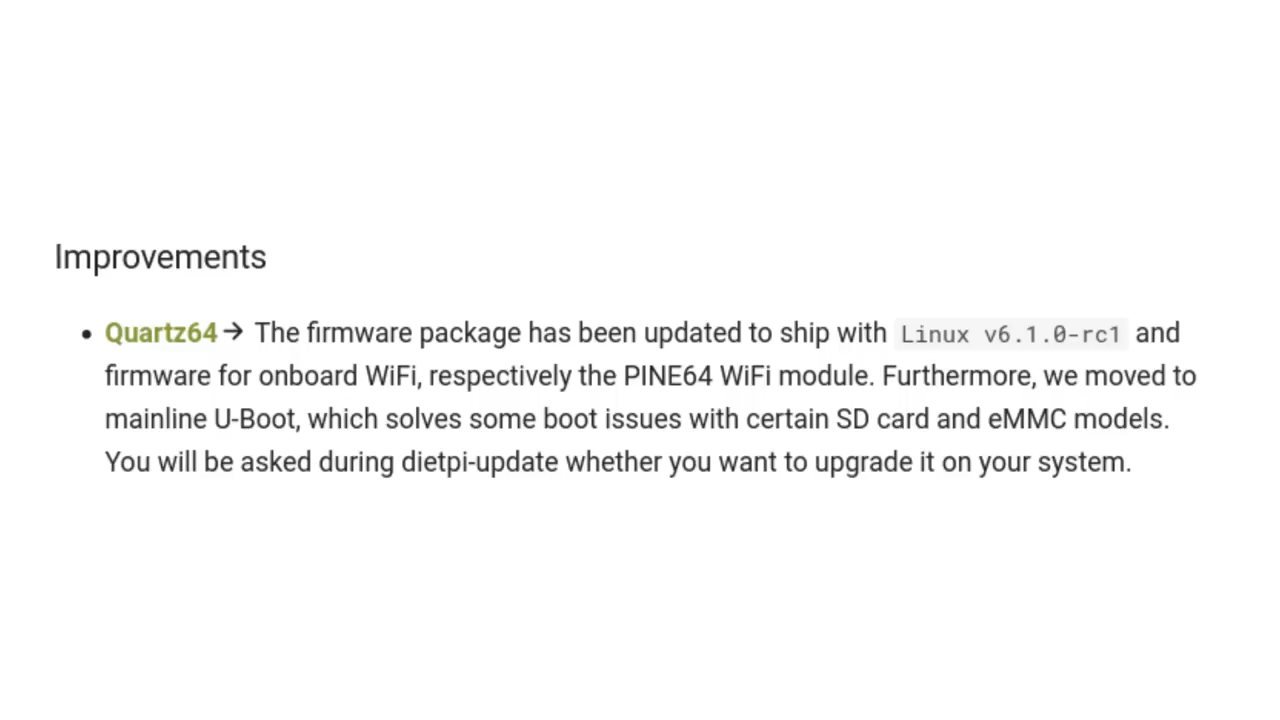 Improvements
• Quartz64 → The firmware package has been updated to ship with Linux v6.1.0-rc1 and
firmware for onboard WiFi, respectively the PINE64 WiFi module. Furthermore, we moved to
mainline U-Boot, which solves some boot issues with certain SD card and eMMC models.
You will be asked during dietpi-update whether you want to upgrade it on your system.